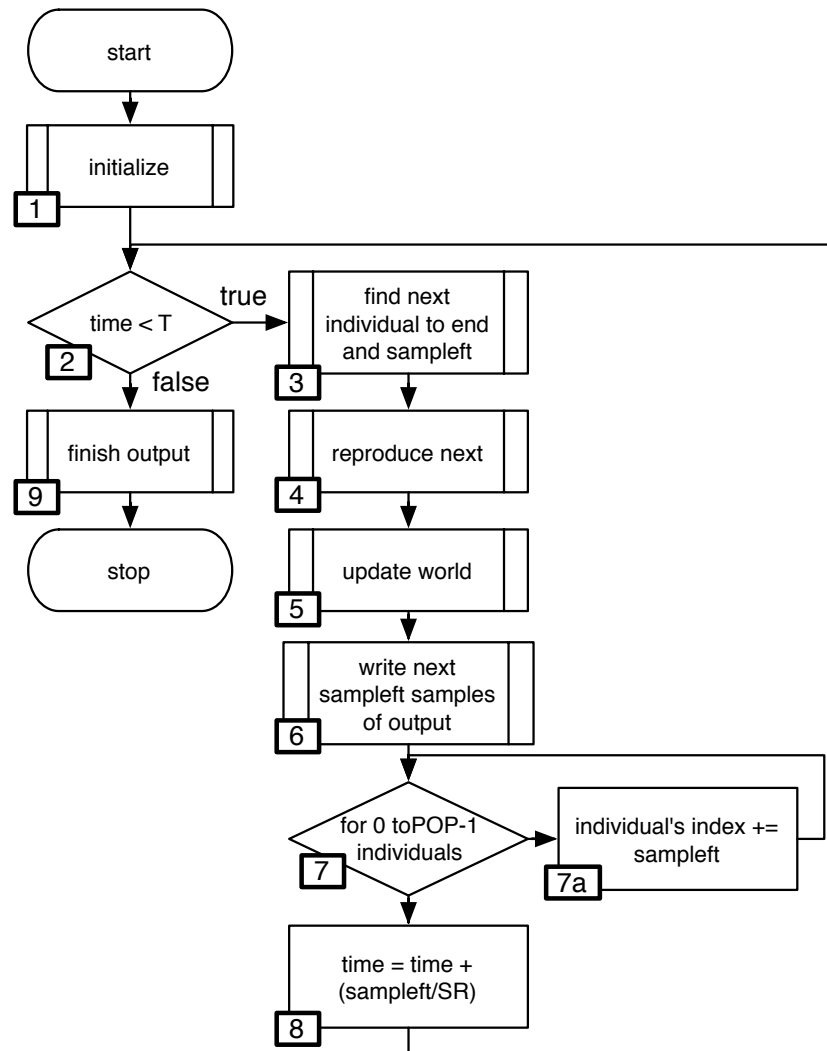 start
initialize
1
time < T
2
true
false
find next
individual to end
and sampleft
3
finish output
9
reproduce next
4
stop
update world
5
write next
sampleft samples
of output
6
for 0 toPOP-1
individuals
7
individual's index +=
sampleft
7a
time = time +
(sampleft/SR)
8